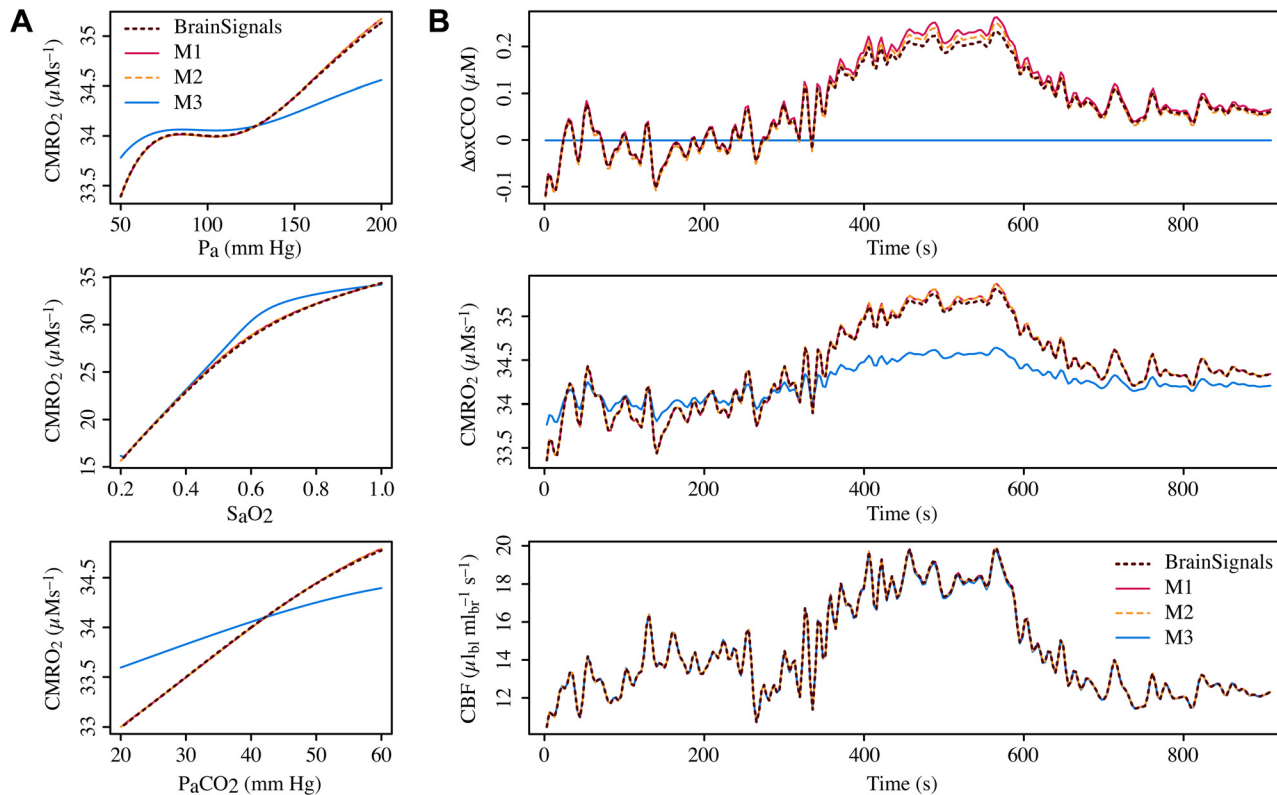 A
CMRO2 (μMs−1)
35
34.5
34
33.5
BrainSignals
M1
M2
M3
50
100
150
200
Pa (mm Hg)
CMRO2 (μMs−1)
35
30
25
20
15
0.2
0.4
0.6
0.8
1.0
SaO2
CMRO2 (μMs−1)
34.5
34
33.5
33
20
30
40
50
60
PaCO2 (mm Hg)
B
ΔoxCCO (μM)
0.2
0.1
0
-0.1
0
200
400
600
800
Time (s)
CMRO2 (μMs−1)
35
34.5
34
33.5
0
200
400
600
800
Time (s)
CBF (μlbl mlbr−1 s−1)
20
18
16
14
12
BrainSignals
M1
M2
M3
0
200
400
600
800
Time (s)